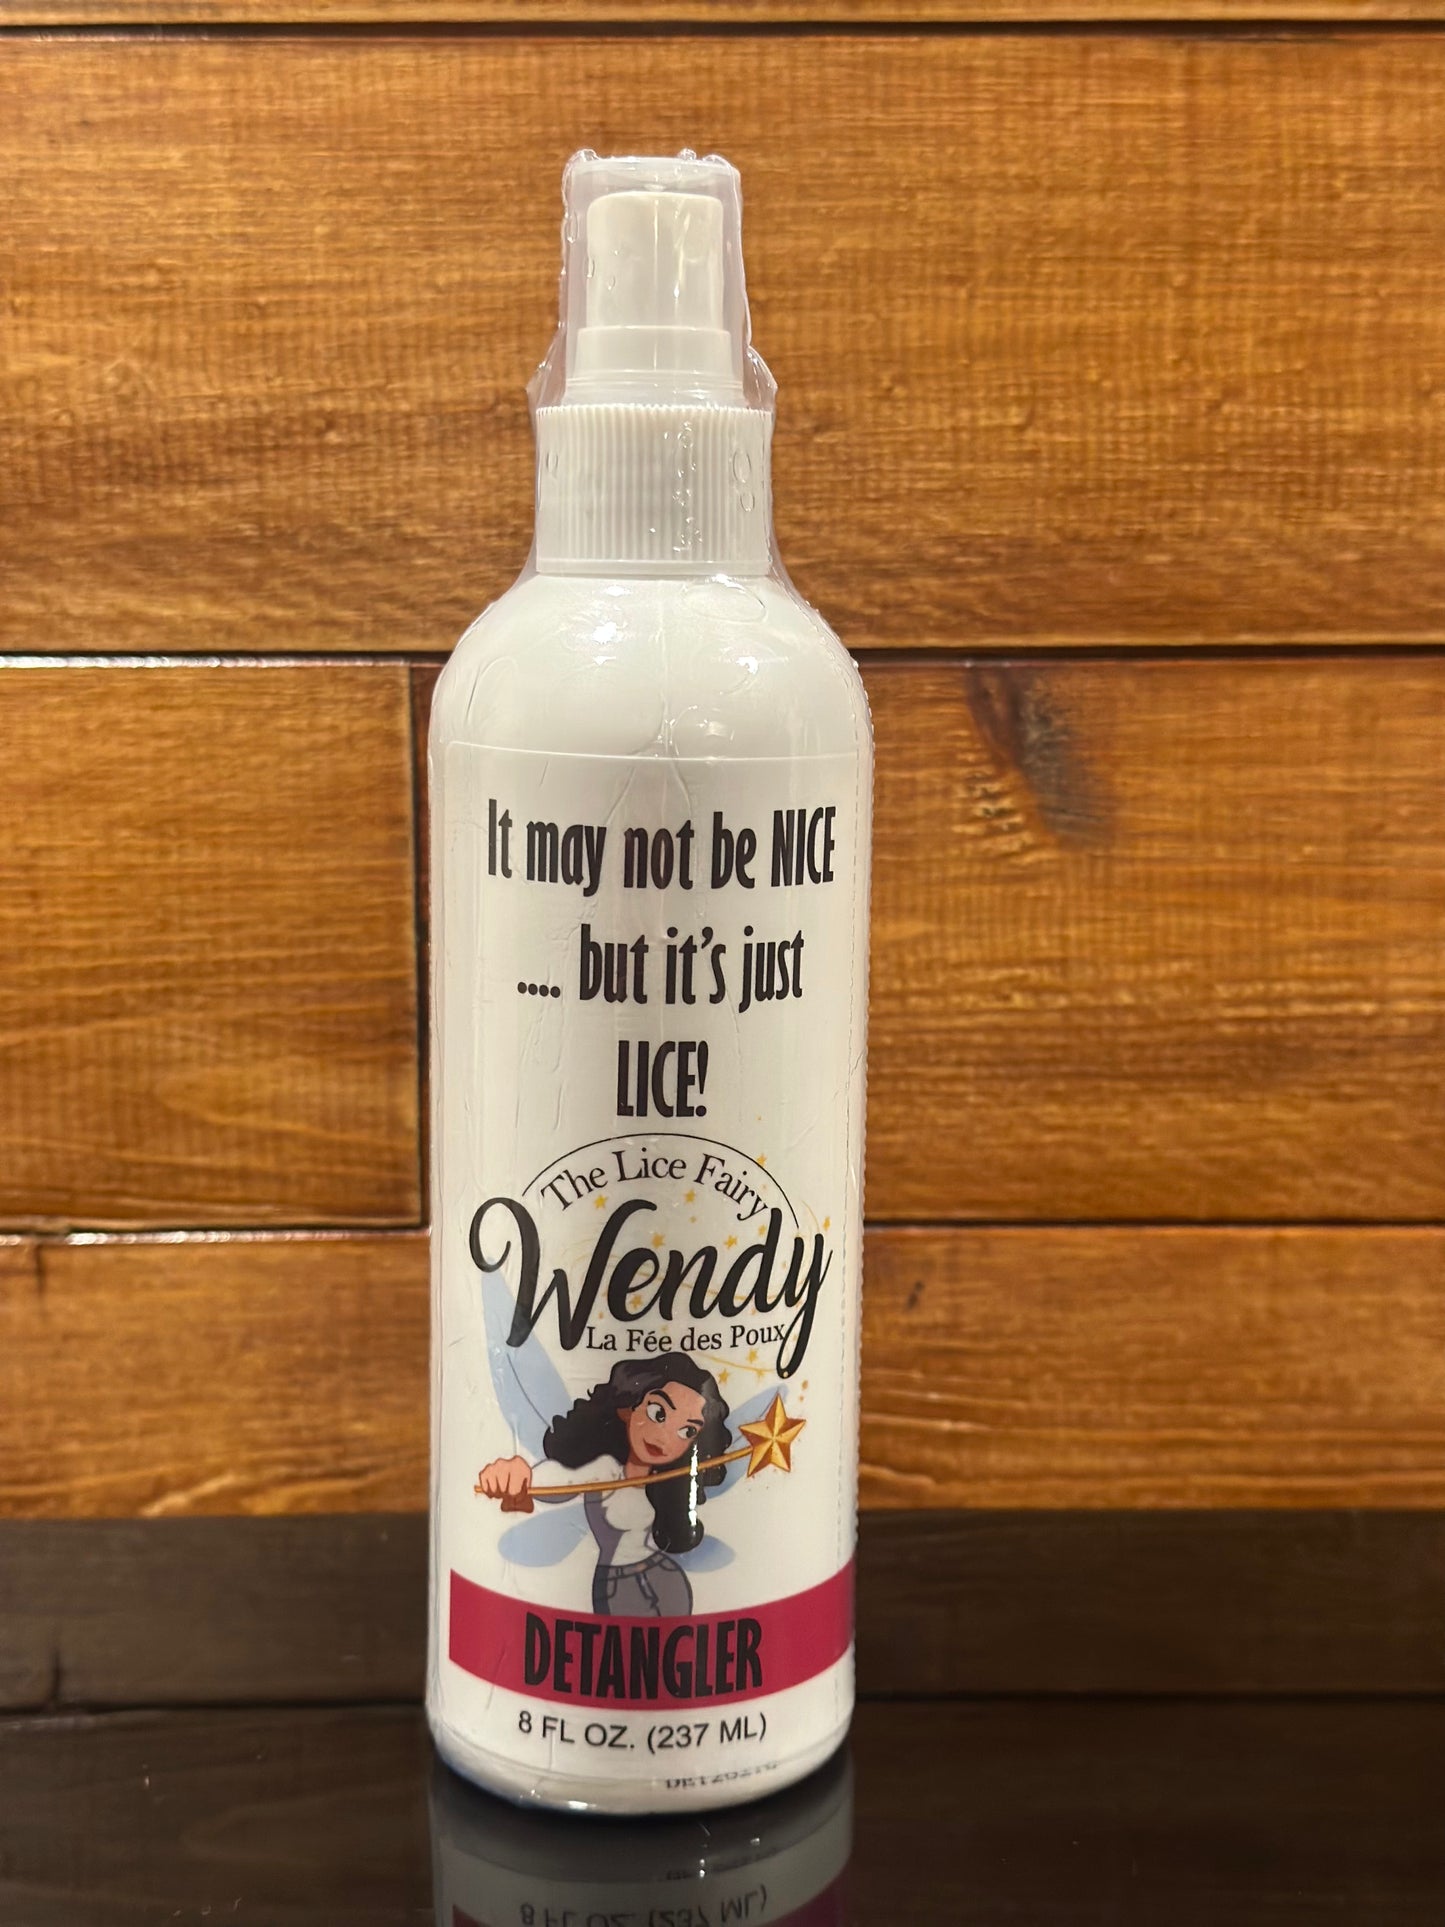 It may not be NICE
.... but it's just
LICE!
The Lice Fairy
Wendy
La Fée des Poux
DETANGLER
8 FL OZ. (237 ML)